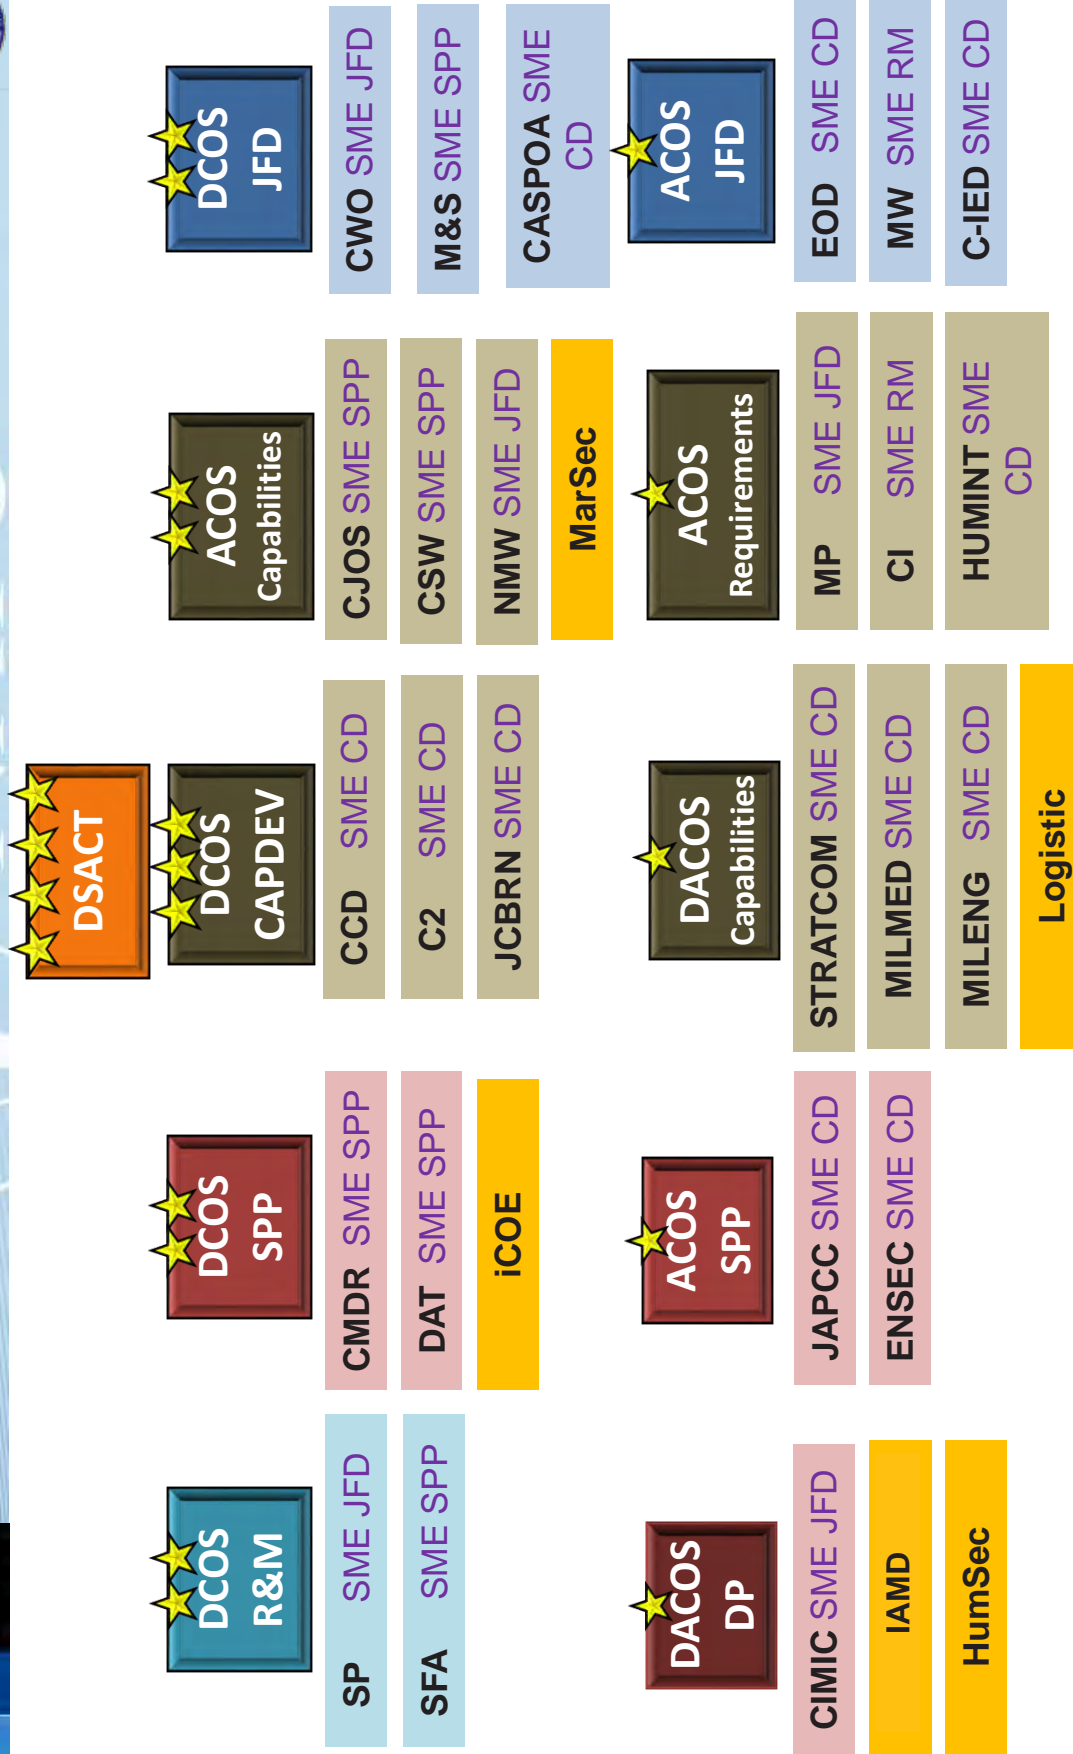 DSACT
DCOS
R&M
SP SME JFD
SFA SME SPP
DCOS
SPP
CMDR SME SPP
DAT SME SPP
iCOE
DCOS
CAPDEV
CCD SME CD
C2 SME CD
JCBRN SME CD
ACOS
Capabilities
CJOS SME SPP
CSW SME SPP
NMW SME JFD
MarSec
DCOS
JFD
CWO SME JFD
M&S SME SPP
CASPOA SME
CD
DACOS
DP
CIMIC SME JFD
IAMD
HumSec
ACOS
SPP
JAPCC SME CD
ENSEC SME CD
DACOS
Capabilities
STRATCOM SME CD
MILMED SME CD
MILENG SME CD
Logistic
ACOS
Requirements
MP SME JFD
CI SME RM
HUMINT SME
CD
ACOS
JFD
EOD SME CD
MW SME RM
C-IED SME CD